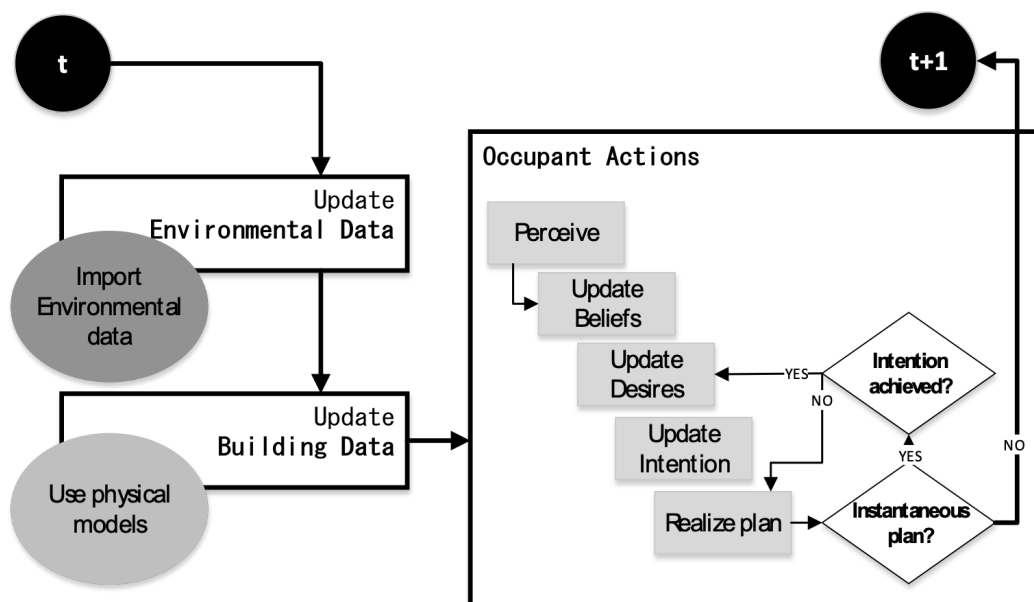 t
t+1
Update
Environmental Data
Import
Environmental
data
Update
Building Data
Use physical
models
Occupant Actions
Perceive
Update
Beliefs
Update
Desires
YES
Intention
achieved?
NO
Update
Intention
YES
NO
Realize plan
Instantaneous
plan?